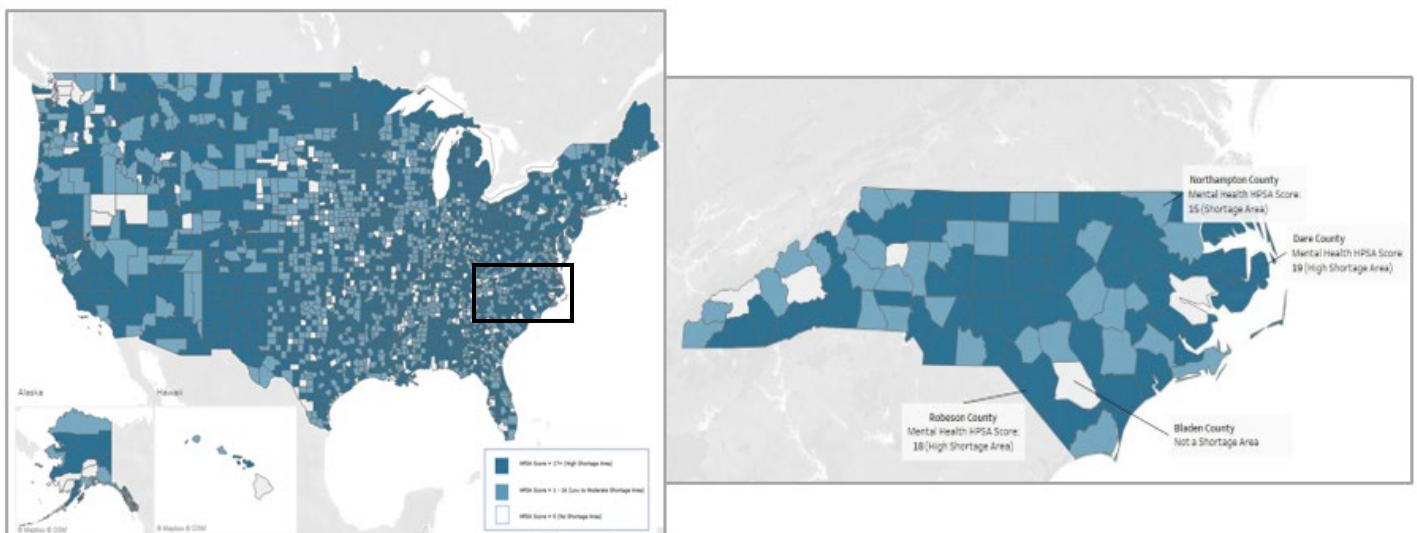 Alaska
Hawaii
© Mapbox © OSM
© Mapbox © OSM
HPSA Score = 17+ (High Shortage Area)
HPSA Score = 1 - 16 (Low to Moderate Shortage Area)
HPSA Score = 0 (No Shortage Area)
Northampton County
Mental Health HPSA Score:
15 (Shortage Area)
Dare County
Mental Health HPSA Score:
19 (High Shortage Area)
Robeson County
Mental Health HPSA Score:
18 (High Shortage Area)
Bladen County
Not a Shortage Area